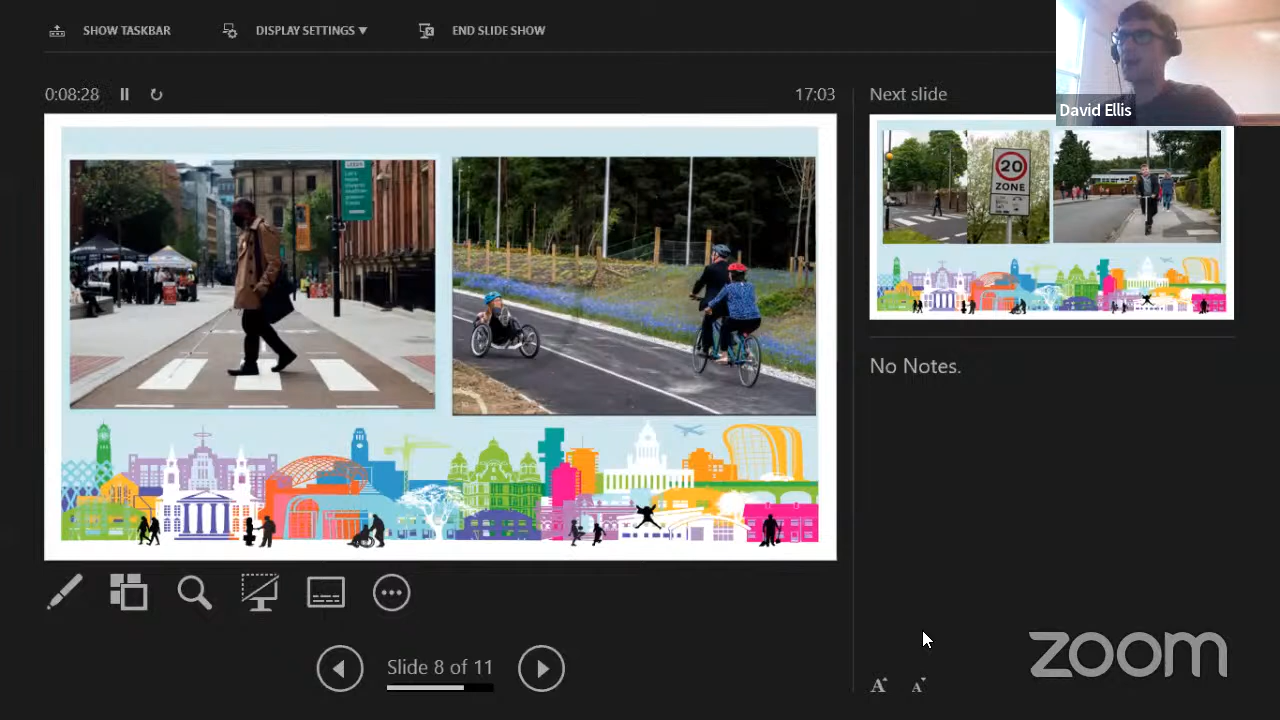 SHOW TASKBAR
DISPLAY SETTINGS ▼
END SLIDE SHOW
David Ellis
0:08:28
17:03
Next slide
20
ZONE
No Notes.
Slide 8 of 11
A
A
zoom